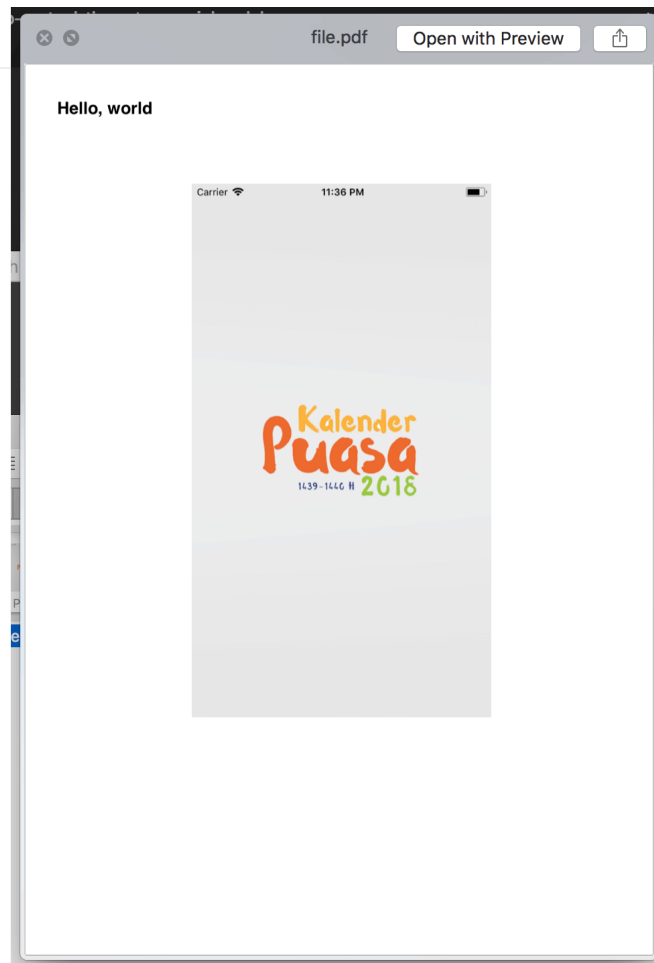 file.pdf
Open with Preview
Hello, world
Carrier
11:36 PM
Kalender
Puasa
1439-1440 H 2018